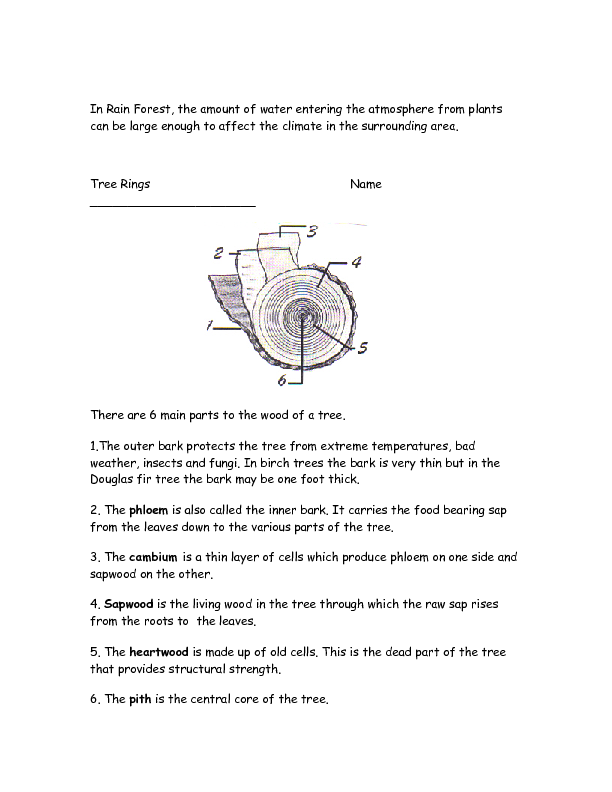 In Rain Forest, the amount of water entering the atmosphere from plants
can be large enough to affect the climate in the surrounding area.
Tree Rings Name
___________________________
3
2
4
1
5
6
There are 6 main parts to the wood of a tree.
1.The outer bark protects the tree from extreme temperatures, bad
weather, insects and fungi. In birch trees the bark is very thin but in the
Douglas fir tree the bark may be one foot thick.
2. The phloem is also called the inner bark. It carries the food bearing sap
from the leaves down to the various parts of the tree.
3. The cambium is a thin layer of cells which produce phloem on one side and
sapwood on the other.
4. Sapwood is the living wood in the tree through which the raw sap rises
from the roots to the leaves.
5. The heartwood is made up of old cells. This is the dead part of the tree
that provides structural strength.
6. The pith is the central core of the tree.